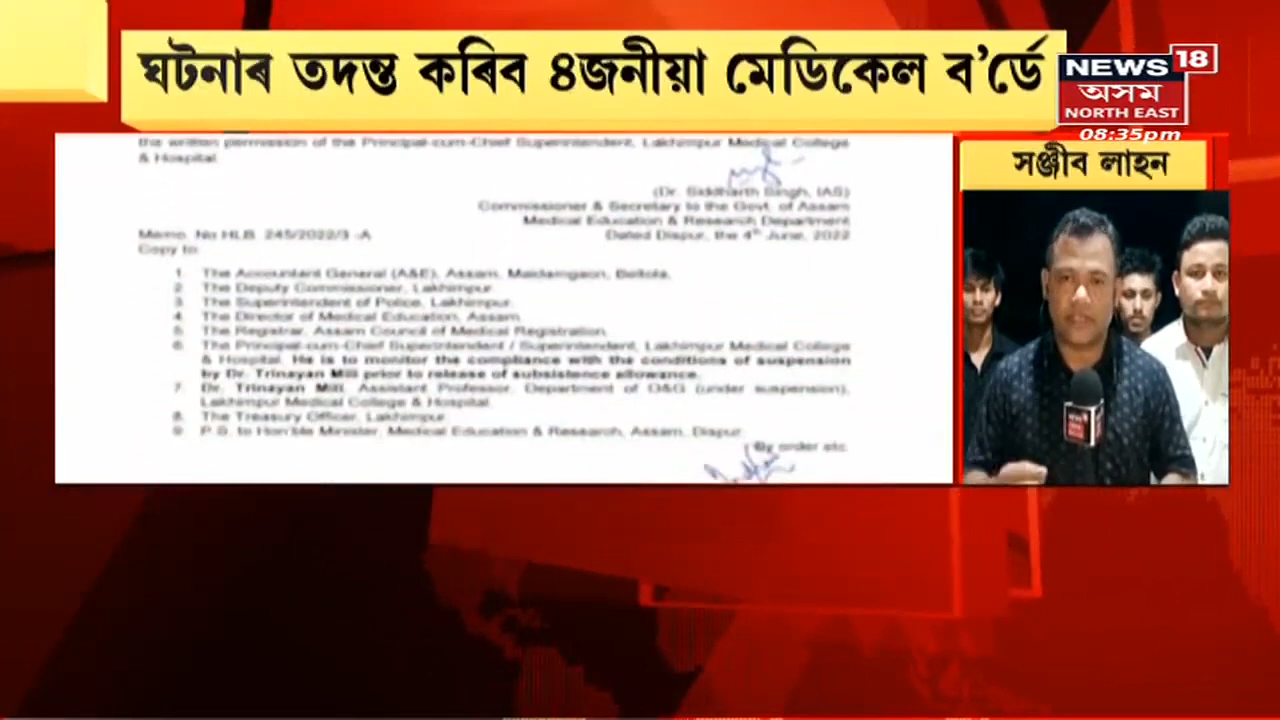 ঘটনাৰ তদন্ত কৰিব ৪জনীয়া মেডিকেল ব'ৰ্ডে
NEWS 18
অসম
NORTH EAST
08:35pm
সঞ্জীব লাহন
the written permission of the Principal-cum-Chief Superintendent, Lakhimpur Medical College
& Hospital.
(Dr. Siddharth Singh, IAS)
Commissioner & Secretary to the Govt. of Assam
Medical Education & Research Department
Memo. No HLB. 245/2022/3 -A
Dated Dispur, the 4th June, 2022
Copy to:
1. The Accountant General (A&E), Assam, Maidamgaon, Beltola.
2. The Deputy Commissioner, Lakhimpur.
3. The Superintendent of Police, Lakhimpur.
4. The Director of Medical Education, Assam.
5. The Registrar, Assam Council of Medical Registration.
6. The Principal-cum-Chief Superintendent / Superintendent, Lakhimpur Medical College
& Hospital. He is to monitor the compliance with the conditions of suspension
by Dr. Trinayan Mili prior to release of subsistence allowance.
7. Dr. Trinayan Mili, Assistant Professor, Department of O&G (under suspension),
Lakhimpur Medical College & Hospital.
8. The Treasury Officer, Lakhimpur.
9. P.S. to Hon'ble Minister, Medical Education & Research, Assam, Dispur.
By order etc.